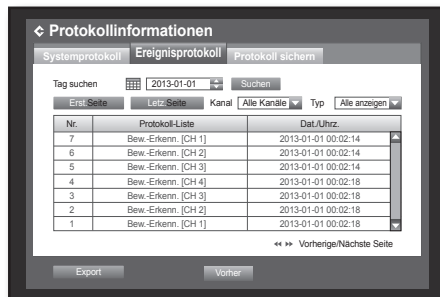 Protokollinformationen
Systemprotokoll Ereignisprotokoll Protokoll sichern
Tag suchen 2013-01-01 Suchen
Erst.Seite Letz.Seite Kanal Alle Kanäle Typ Alle anzeigen
Nr. Protokoll-Liste Dat./Uhrz.
7 Bew.-Erkenn. [CH 1] 2013-01-01 00:02:14
6 Bew.-Erkenn. [CH 2] 2013-01-01 00:02:14
5 Bew.-Erkenn. [CH 3] 2013-01-01 00:02:14
4 Bew.-Erkenn. [CH 4] 2013-01-01 00:02:18
3 Bew.-Erkenn. [CH 3] 2013-01-01 00:02:18
2 Bew.-Erkenn. [CH 2] 2013-01-01 00:02:18
1 Bew.-Erkenn. [CH 1] 2013-01-01 00:02:18
Vorherige/Nächste Seite
Export Vorher